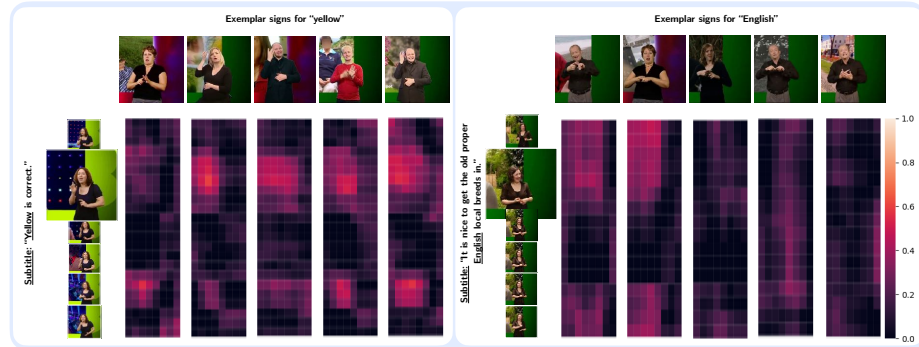 Exemplar signs for “yellow”
Subtitle: “Yellow is correct.”
Exemplar signs for “English”
Subtitle: “It is nice to get the old proper
English local breeds in.”
1.0
0.8
0.6
0.4
0.2
0.0